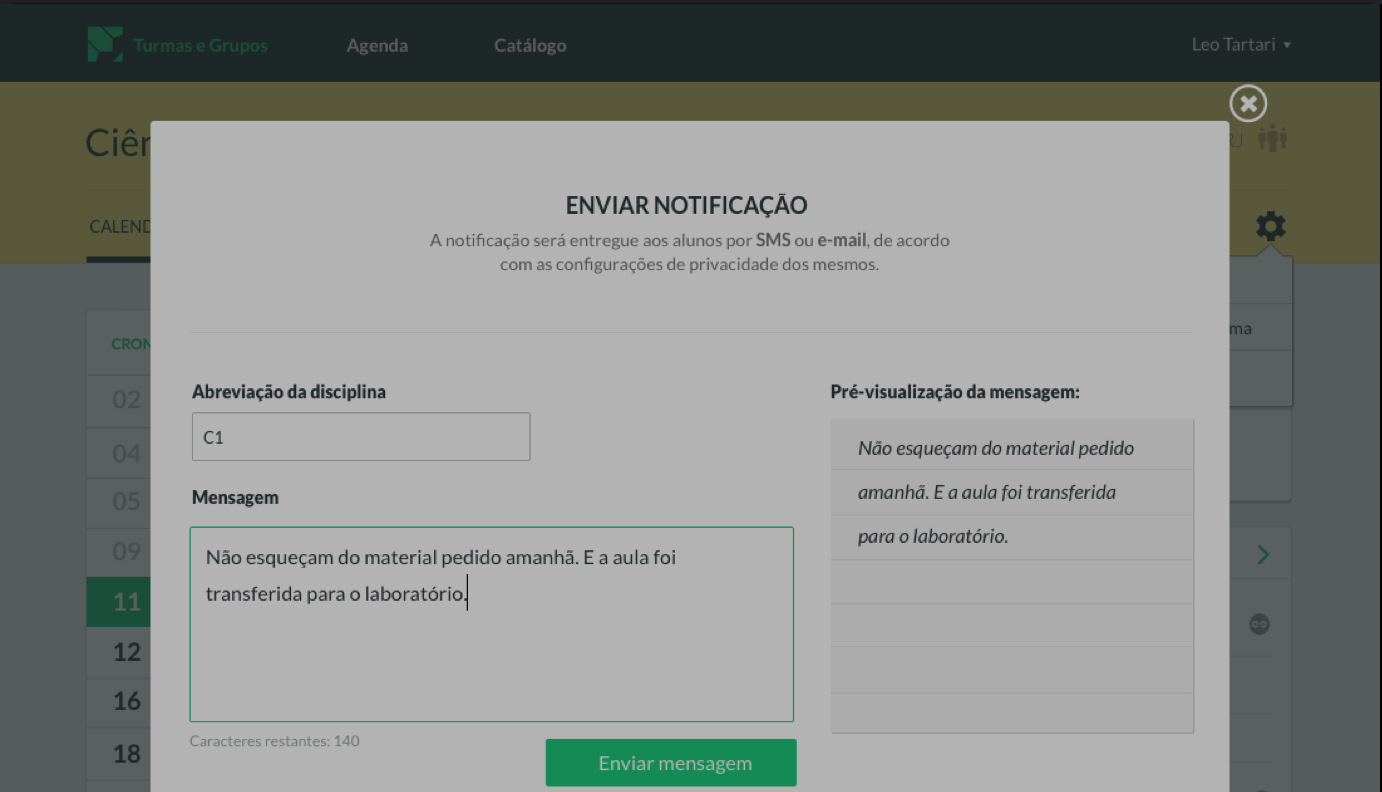 Turmas e Grupos
Agenda
Catálogo
Leo Tartari
Ciên
RJ
CALEND
ENVIAR NOTIFICAÇÃO
A notificação será entregue aos alunos por SMS ou e-mail, de acordo
com as configurações de privacidade dos mesmos.
ma
CRON
Abreviação da disciplina
C1
Pré-visualização da mensagem:
Não esqueçam do material pedido
amanhã. E a aula foi transferida
para o laboratório.
Mensagem
Não esqueçam do material pedido amanhã. E a aula foi
transferida para o laboratório.
02
04
05
09
11
12
16
18
Caracteres restantes: 140
Enviar mensagem